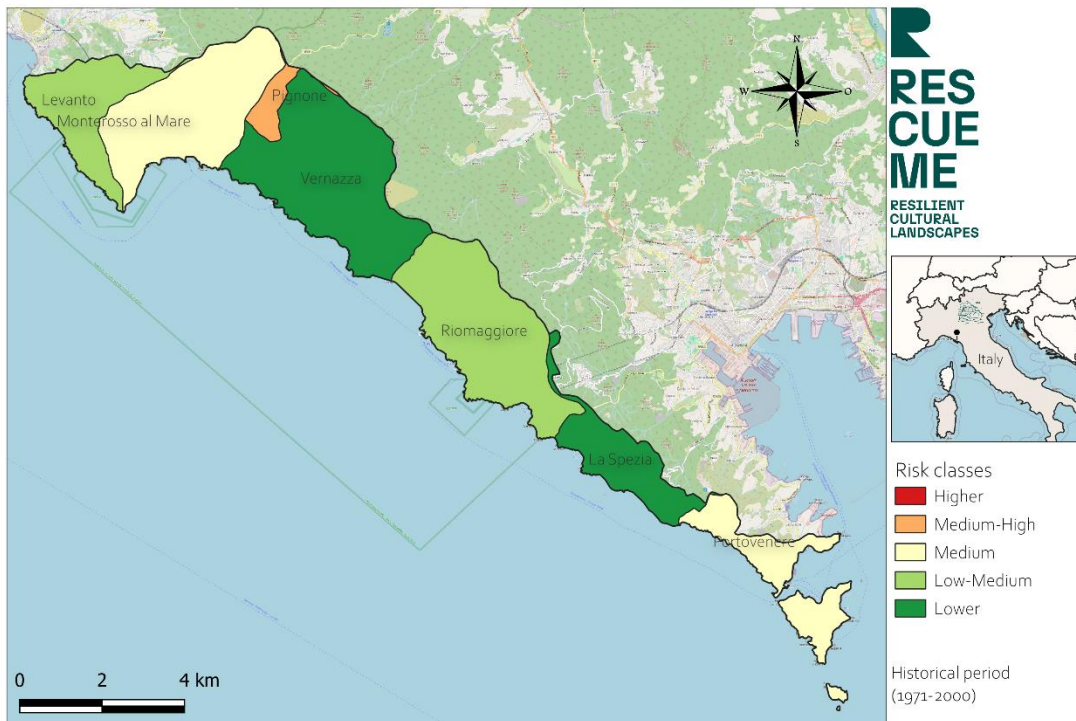 Levanto
Monterosso al Mare
Pignone
Vernazza
Riomaggiore
La Spezia
Portovenere
N
W
O
S
0 2 4 km
RES
CUE
ME
RESILIENT
CULTURAL
LANDSCAPES
Italy
Risk classes
Higher
Medium-High
Medium
Low-Medium
Lower
Historical period
(1971-2000)